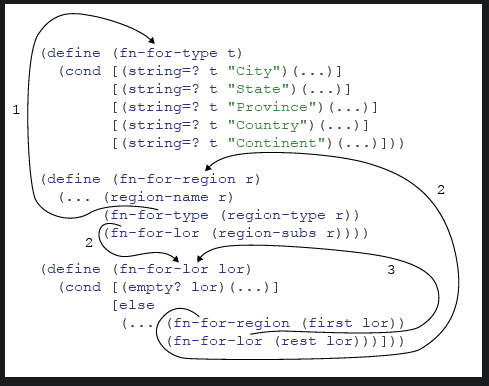 (define (fn-for-type t)
(cond [(string=? t "City")(...)]
[(string=? t "State")(...)]
[(string=? t "Province")(...)]
[(string=? t "Country")(...)]
[(string=? t "Continent")(...)]))
1
(define (fn-for-region r)
(... (region-name r)
(fn-for-type (region-type r))
(fn-for-lor (region-subs r))))
2
2
(define (fn-for-lor lor)
(cond [(empty? lor)(...)]
3
[else
(... (fn-for-region (first lor))
(fn-for-lor (rest lor)))]))